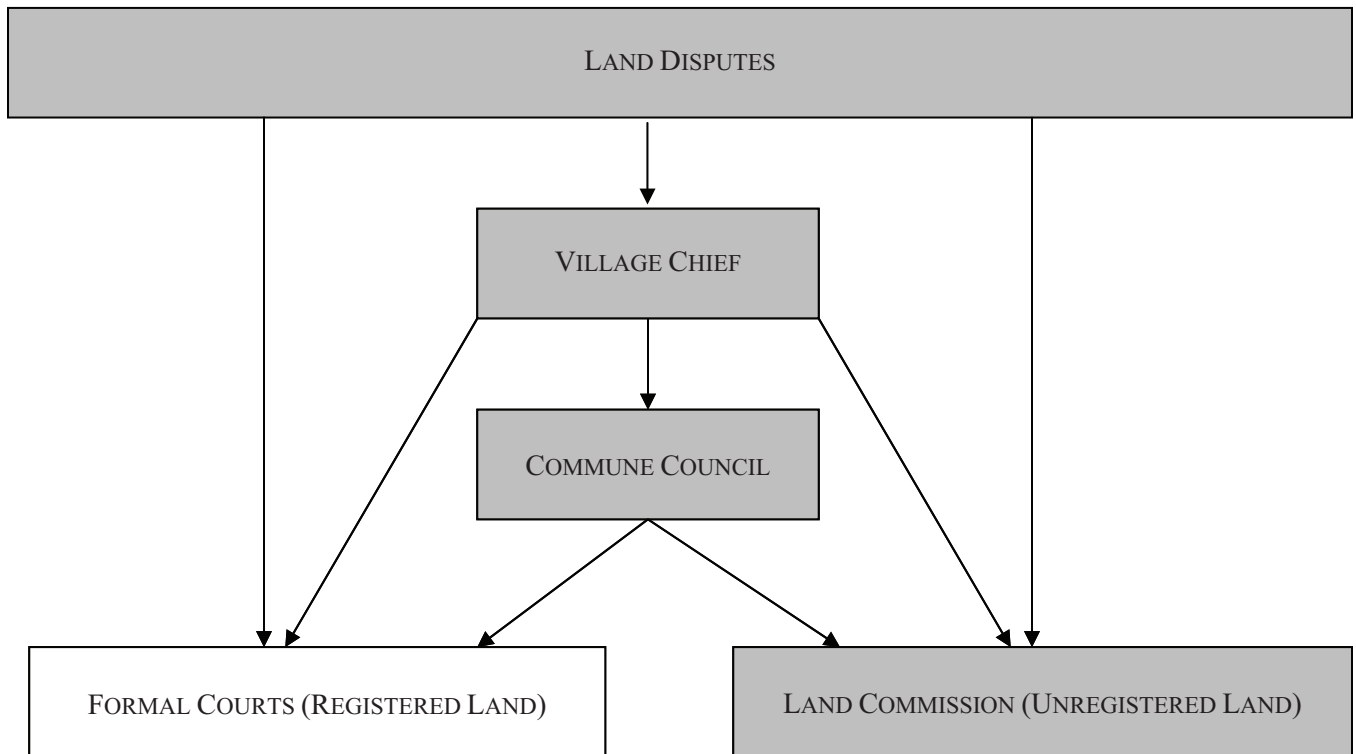 LAND DISPUTES
VILLAGE CHIEF
COMMUNE COUNCIL
FORMAL COURTS (REGISTERED LAND)
LAND COMMISSION (UNREGISTERED LAND)